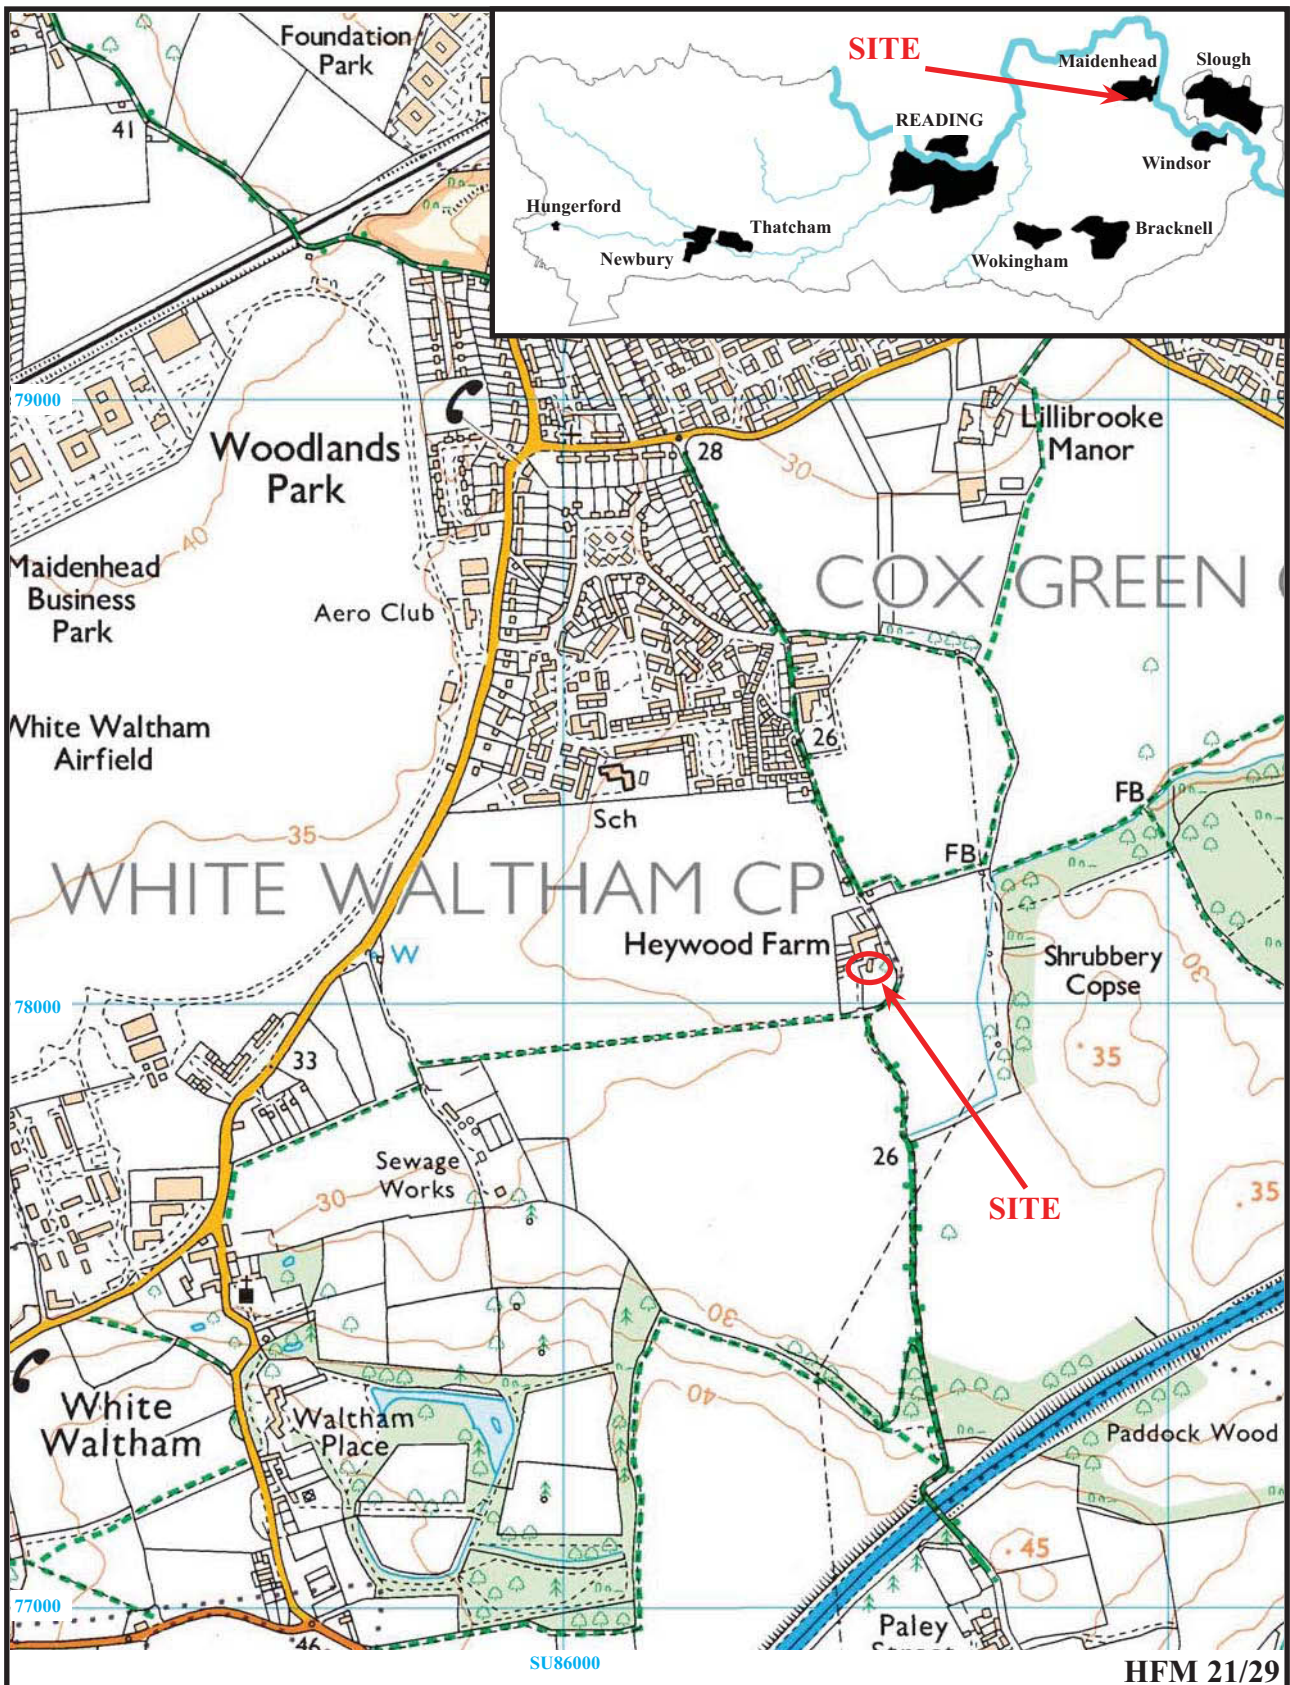 Foundation
Park
41
SITE
Maidenhead
Slough
READING
Windsor
Hungerford
Thatcham
Newbury
Bracknell
Wokingham
79000
Woodlands
Park
28
30
Lillibrooke
Manor
40
Maidenhead
Business
Park
Aero Club
COX GREEN
White Waltham
Airfield
26
FB
35
Sch
FB
WHITE WALTHAM CP
Heywood Farm
W
Shrubbery
Copse
30
78000
35
33
26
Sewage
Works
30
SITE
35
30
40
White
Waltham
Waltham
Place
Paddock Wood
45
77000
46
Paley
Street
SU86000
HFM 21/29